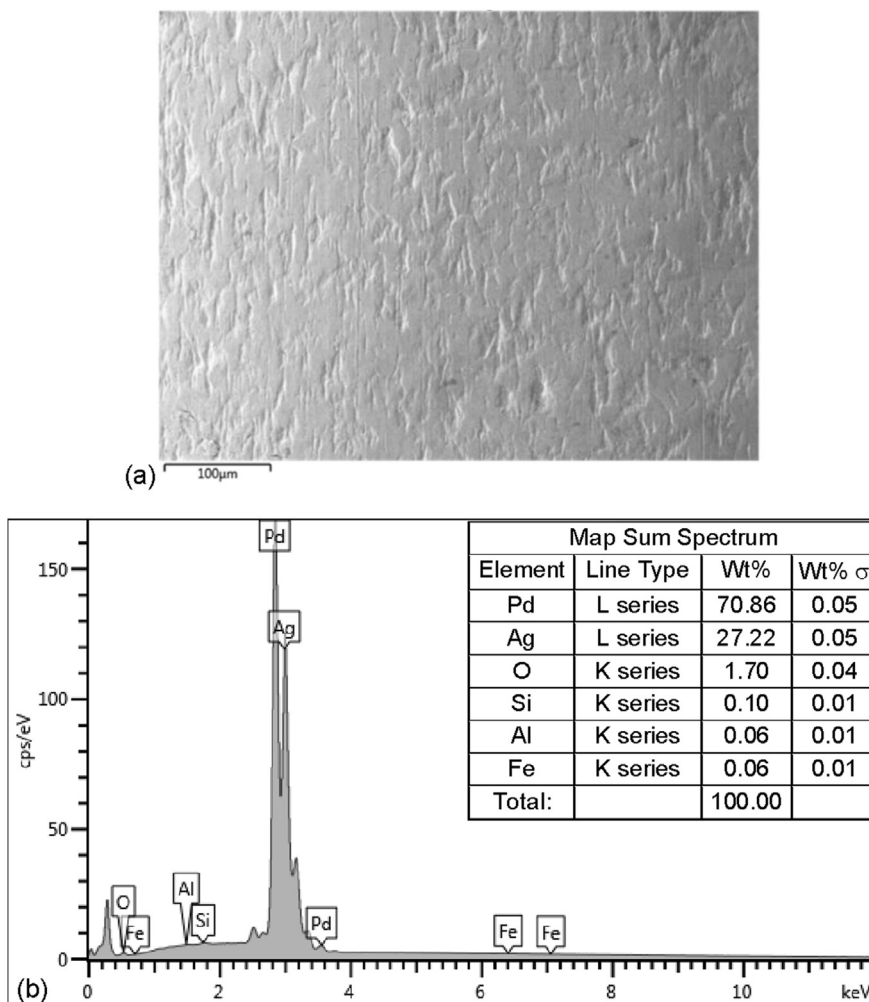 (a)
100µm
Map Sum Spectrum
Element Line Type Wt% Wt% σ
Pd L series 70.86 0.05
Ag L series 27.22 0.05
O K series 1.70 0.04
Si K series 0.10 0.01
Al K series 0.06 0.01
Fe K series 0.06 0.01
Total: 100.00
Pd
150
Ag
100
cps/eV
50
O
Fe
Al
Si
Pd
Fe
Fe
0
(b)
0 2 4 6 8 10 keV